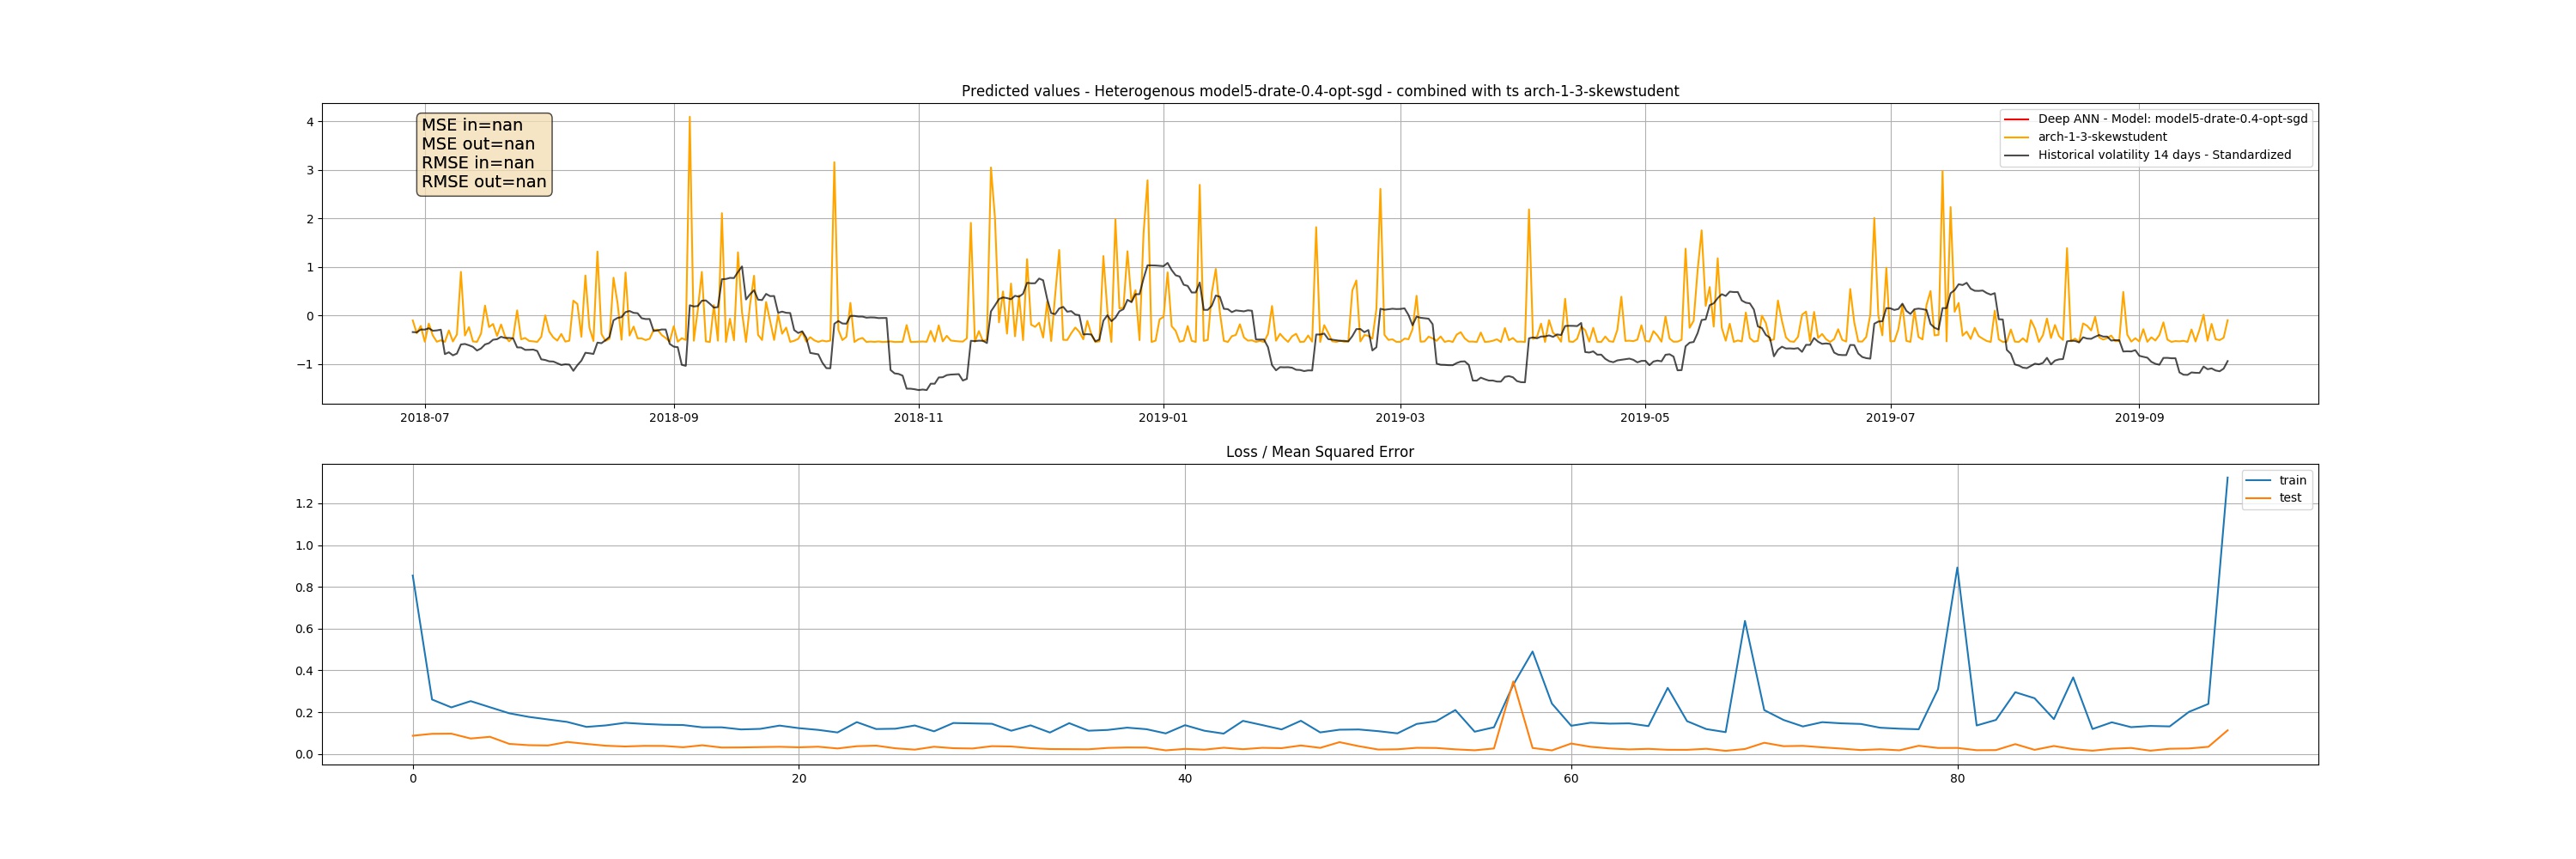 Predicted values - Heterogenous model5-drate-0.4-opt-sgd - combined with ts arch-1-3-skewstudent
MSE in=nan
MSE out=nan
RMSE in=nan
RMSE out=nan
Deep ANN - Model: model5-drate-0.4-opt-sgd
arch-1-3-skewstudent
Historical volatility 14 days - Standardized
4
3
2
1
0
−1
2018-07 2018-09 2018-11 2019-01 2019-03 2019-05 2019-07 2019-09
Loss / Mean Squared Error
train
test
1.2
1.0
0.8
0.6
0.4
0.2
0.0
0 20 40 60 80